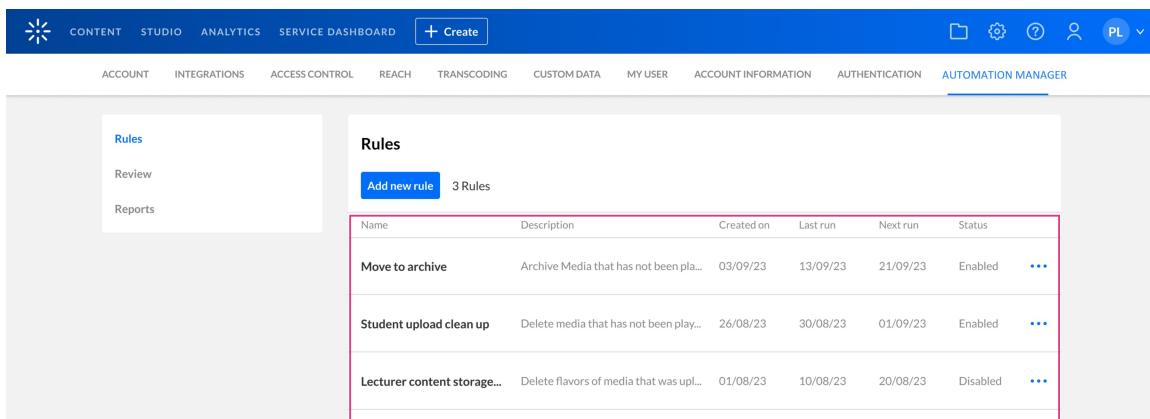 CONTENT STUDIO ANALYTICS SERVICE DASHBOARD + Create PL
ACCOUNT INTEGRATIONS ACCESS CONTROL REACH TRANSCODING CUSTOM DATA MY USER ACCOUNT INFORMATION AUTHENTICATION AUTOMATION MANAGER
Rules
Review
Reports
Rules
Add new rule 3 Rules
Name Description Created on Last run Next run Status
Move to archive Archive Media that has not been pla... 03/09/23 13/09/23 21/09/23 Enabled
Student upload clean up Delete media that has not been play... 26/08/23 30/08/23 01/09/23 Enabled
Lecturer content storage... Delete flavors of media that was upl... 01/08/23 10/08/23 20/08/23 Disabled